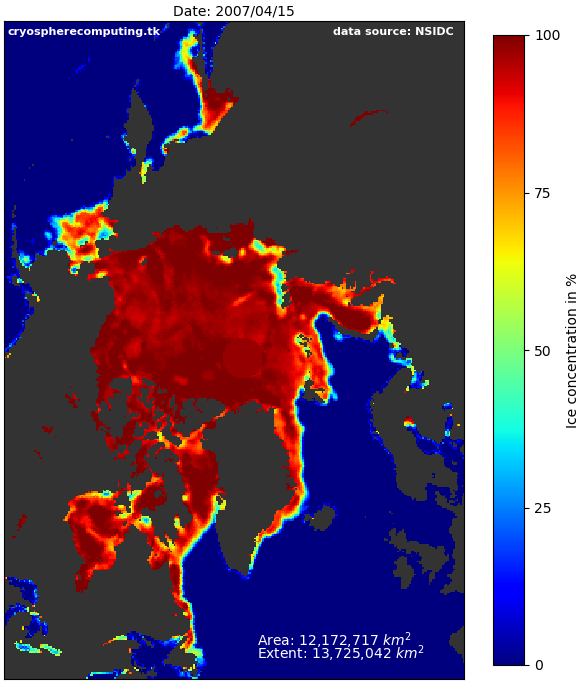 Date: 2007/04/15
cryospherecomputing.tk
data source: NSIDC
100
75
50
25
0
Ice concentration in %
Area: 12,172,717 km²
Extent: 13,725,042 km²